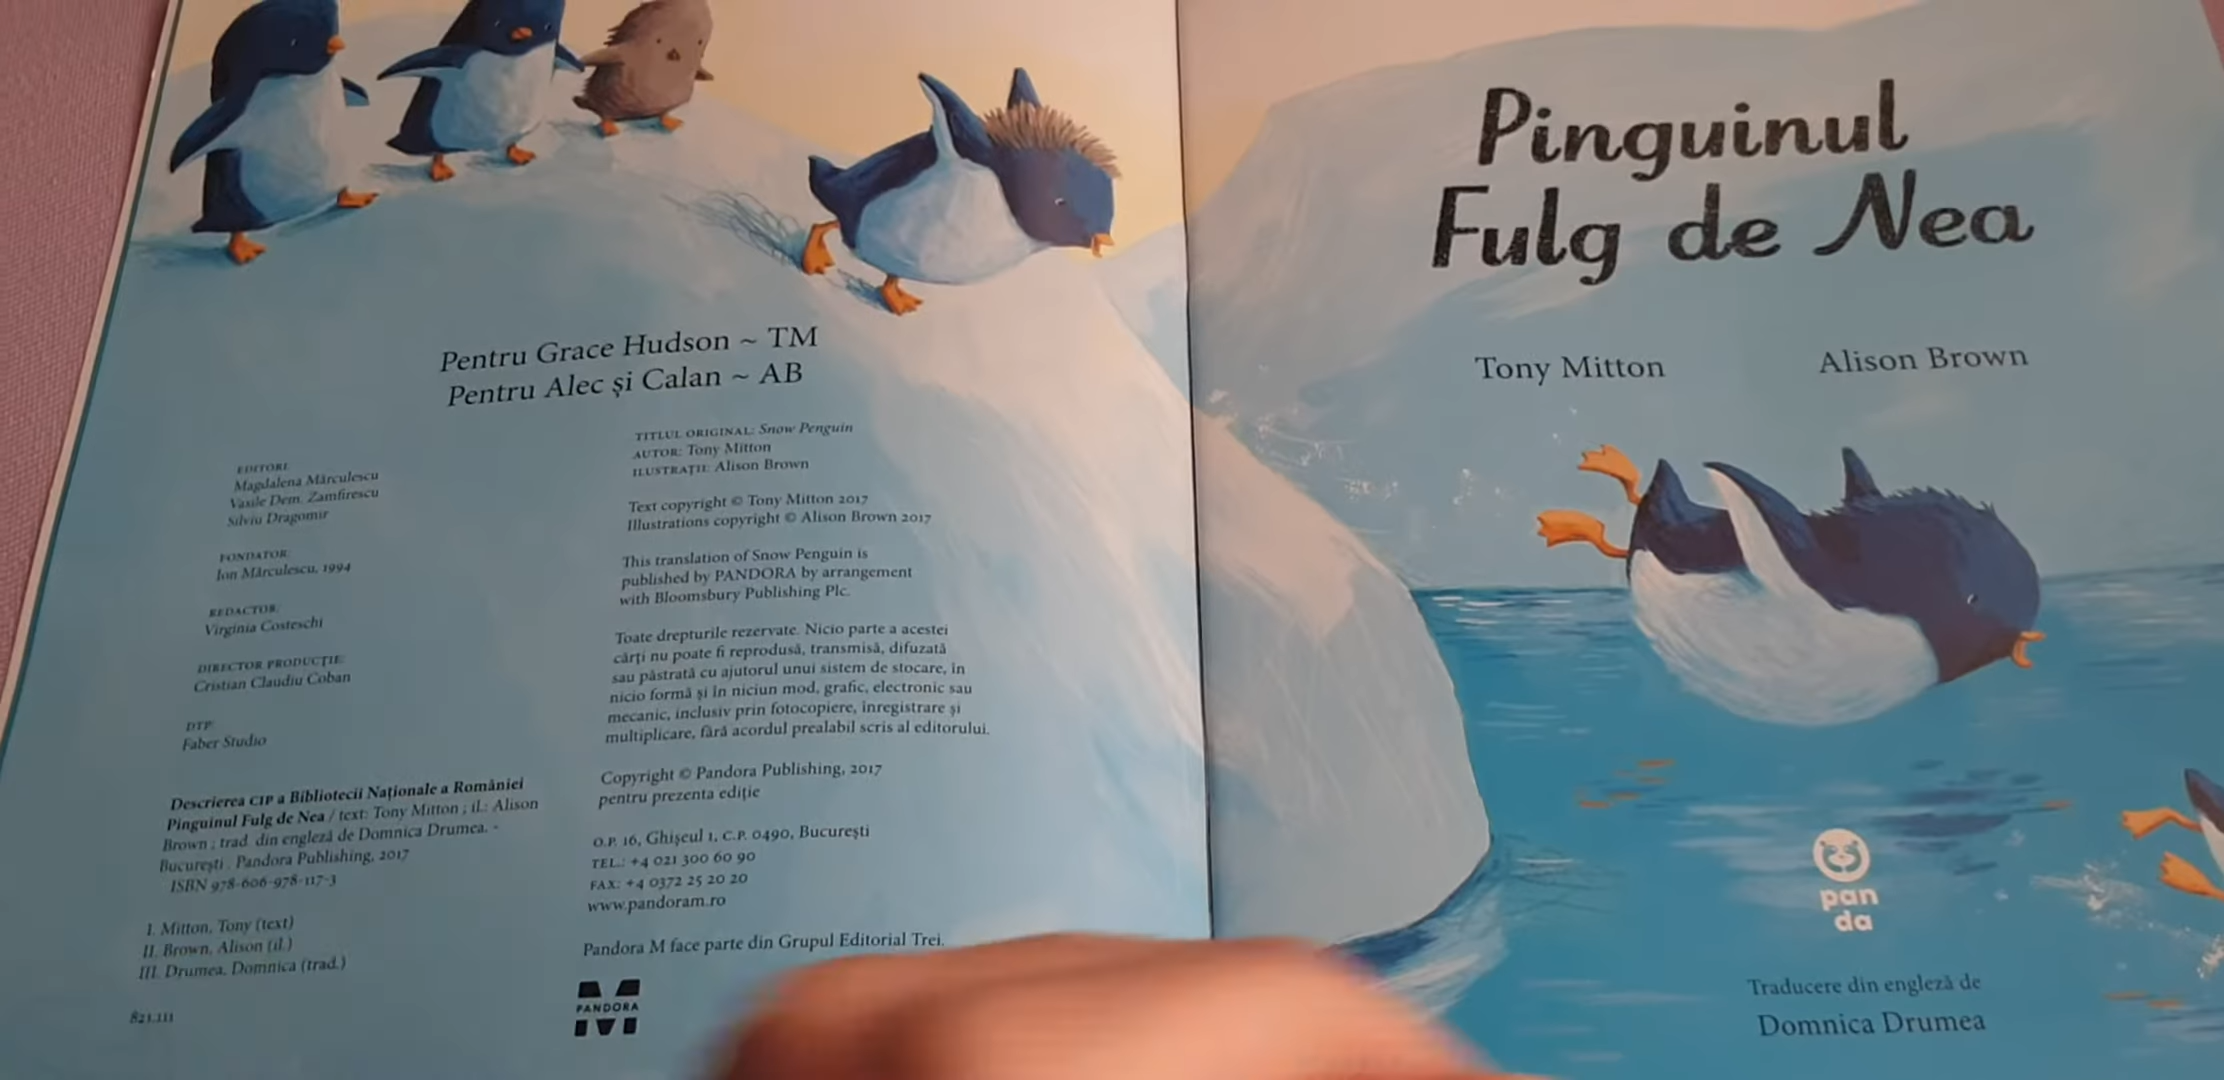 Pentru Grace Hudson ~ TM
Pentru Alec și Calan ~ AB
EDITORI:
Magdalena Mărculescu
Vasile Dem. Zamfirescu
Silviu Dragomir
FONDATOR:
Ion Mărculescu, 1994
REDACTOR:
Virginia Costeschi
DIRECTOR PRODUCȚIE:
Cristian Claudiu Coban
DTP:
Faber Studio
Descrierea CIP a Bibliotecii Naționale a României
Pinguinul Fulg de Nea / text: Tony Mitton ; il.: Alison
Brown ; trad. din engleză de Domnica Drumea. -
București : Pandora Publishing, 2017
ISBN 978-606-978-117-3
I. Mitton, Tony (text)
II. Brown, Alison (il.)
III. Drumea, Domnica (trad.)
821.111
TITLUL ORIGINAL: Snow Penguin
AUTOR: Tony Mitton
ILUSTRAȚII: Alison Brown
Text copyright © Tony Mitton 2017
Illustrations copyright © Alison Brown 2017
This translation of Snow Penguin is
published by PANDORA by arrangement
with Bloomsbury Publishing Plc.
Toate drepturile rezervate. Nicio parte a acestei
cărți nu poate fi reprodusă, transmisă, difuzată
sau păstrată cu ajutorul unui sistem de stocare, în
nicio formă și în niciun mod, grafic, electronic sau
mecanic, inclusiv prin fotocopiere, înregistrare și
multiplicare, fără acordul prealabil scris al editorului.
Copyright © Pandora Publishing, 2017
pentru prezenta ediție
O.P. 16, Ghișeul 1, C.P. 0490, București
TEL.: +4 021 300 60 90
FAX: +4 0372 25 20 20
www.pandoram.ro
Pandora M face parte din Grupul Editorial Trei.
PANDORA
M
Pinguinul
Fulg de Nea
Tony Mitton Alison Brown
pan
da
Traducere din engleză de
Domnica Drumea